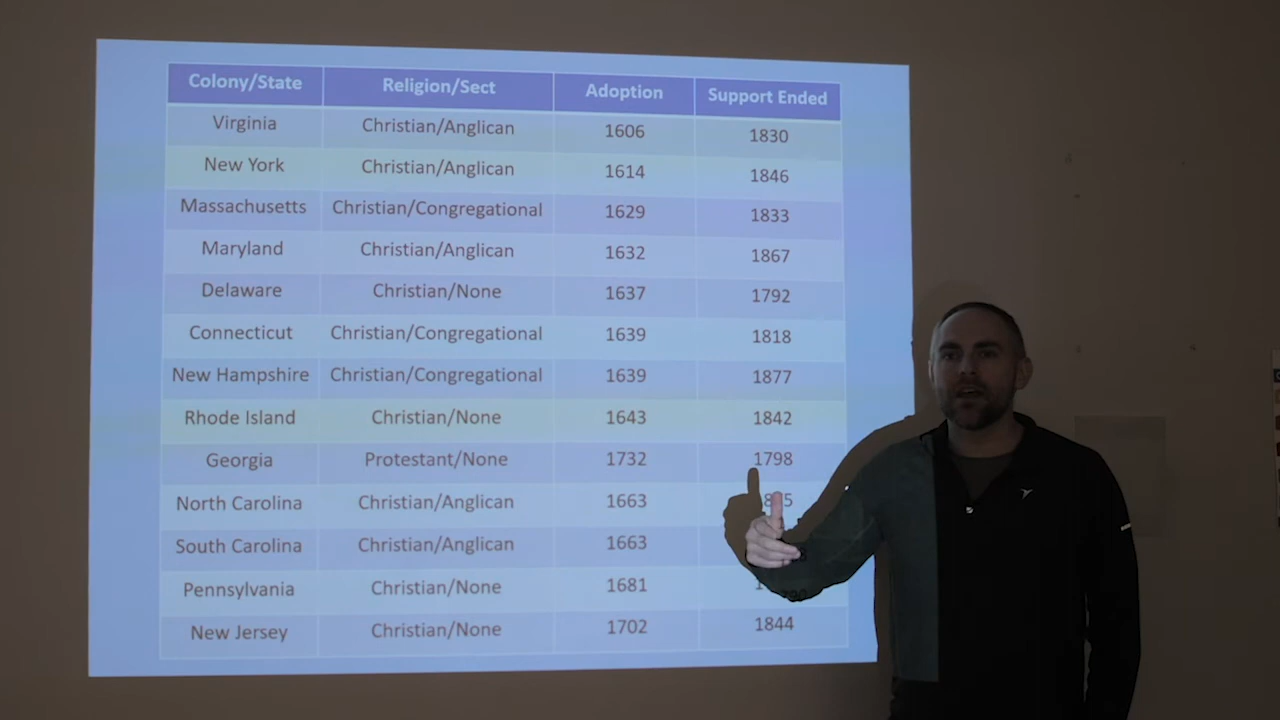 Colony/State Religion/Sect Adoption Support Ended
Virginia Christian/Anglican 1606 1830
New York Christian/Anglican 1614 1846
Massachusetts Christian/Congregational 1629 1833
Maryland Christian/Anglican 1632 1867
Delaware Christian/None 1637 1792
Connecticut Christian/Congregational 1639 1818
New Hampshire Christian/Congregational 1639 1877
Rhode Island Christian/None 1643 1842
Georgia Protestant/None 1732 1798
North Carolina Christian/Anglican 1663
South Carolina Christian/Anglican 1663
Pennsylvania Christian/None 1681
New Jersey Christian/None 1702 1844